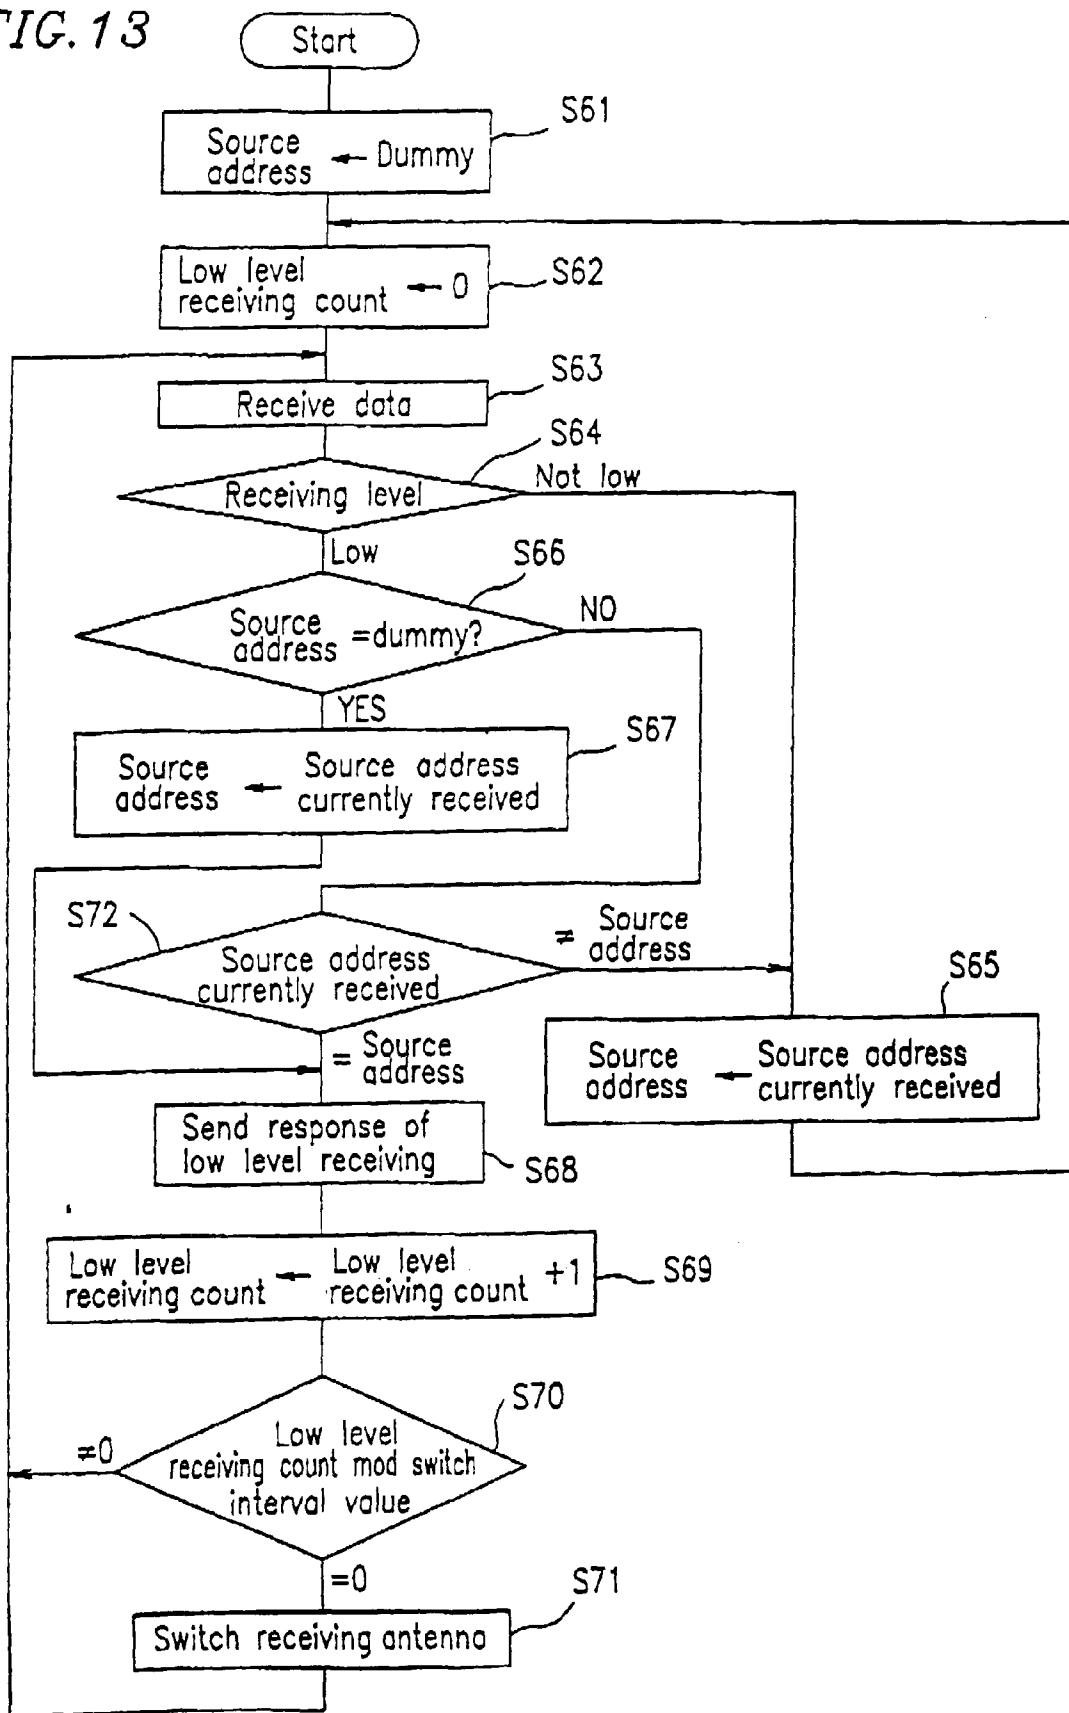 FIG.13
Start
S61
Source
address ← Dummy
S62
Low level
receiving count ← 0
S63
Receive data
S64
Receiving level
Not low
Low
S66
Source
address =dummy?
NO
YES
S67
Source
address ← Source address
currently received
S72
Source address
currently received
≠ Source
address
= Source
address
S65
Source
address ← Source address
currently received
Send response of
low level receiving
S68
Low level
receiving count ← Low level
receiving count +1
S69
S70
Low level
receiving count mod switch
interval value
≠0
=0
S71
Switch receiving antenna